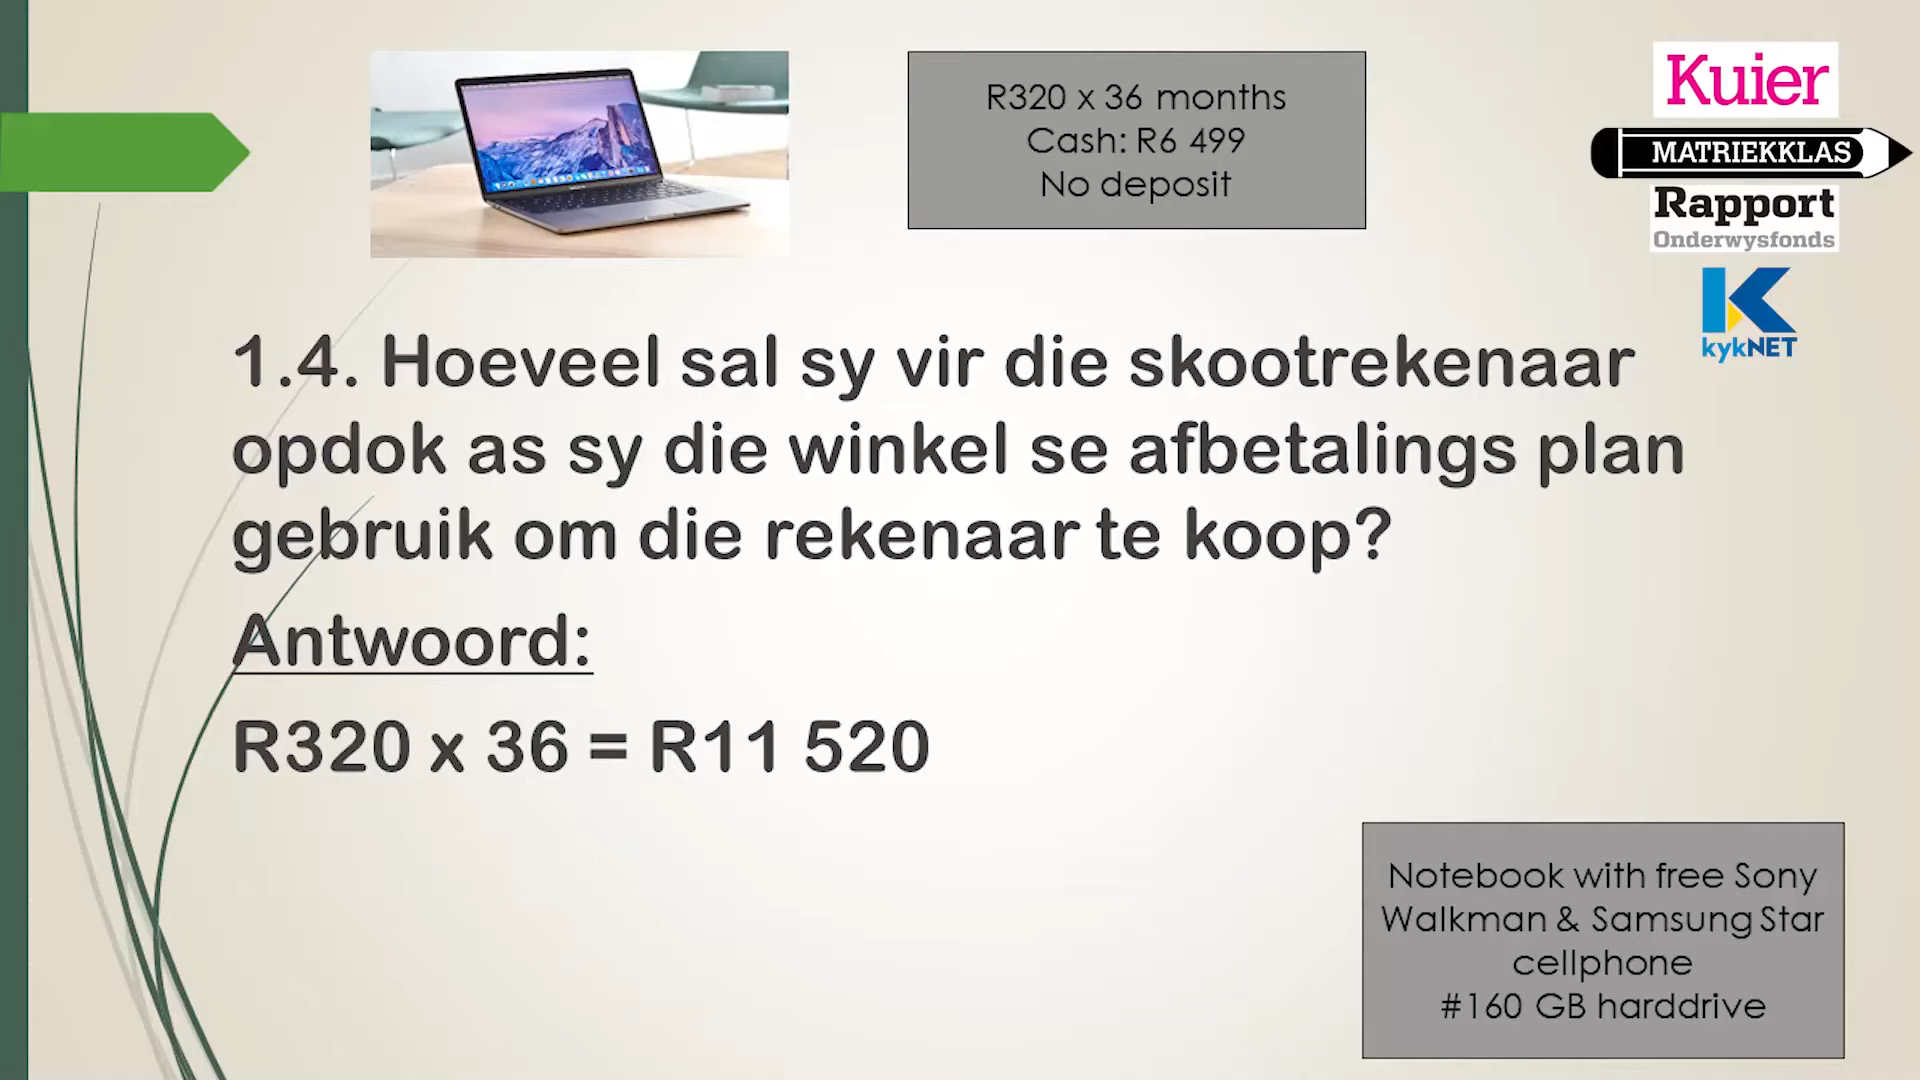 R320 x 36 months
Cash: R6 499
No deposit
Kuier
MATRIEKKLAS
Rapport
Onderwysfonds
kykNET
1.4. Hoeveel sal sy vir die skootrekenaar
opdok as sy die winkel se afbetalings plan
gebruik om die rekenaar te koop?
Antwoord:
R320 x 36 = R11 520
Notebook with free Sony
Walkman & Samsung Star
cellphone
#160 GB harddrive